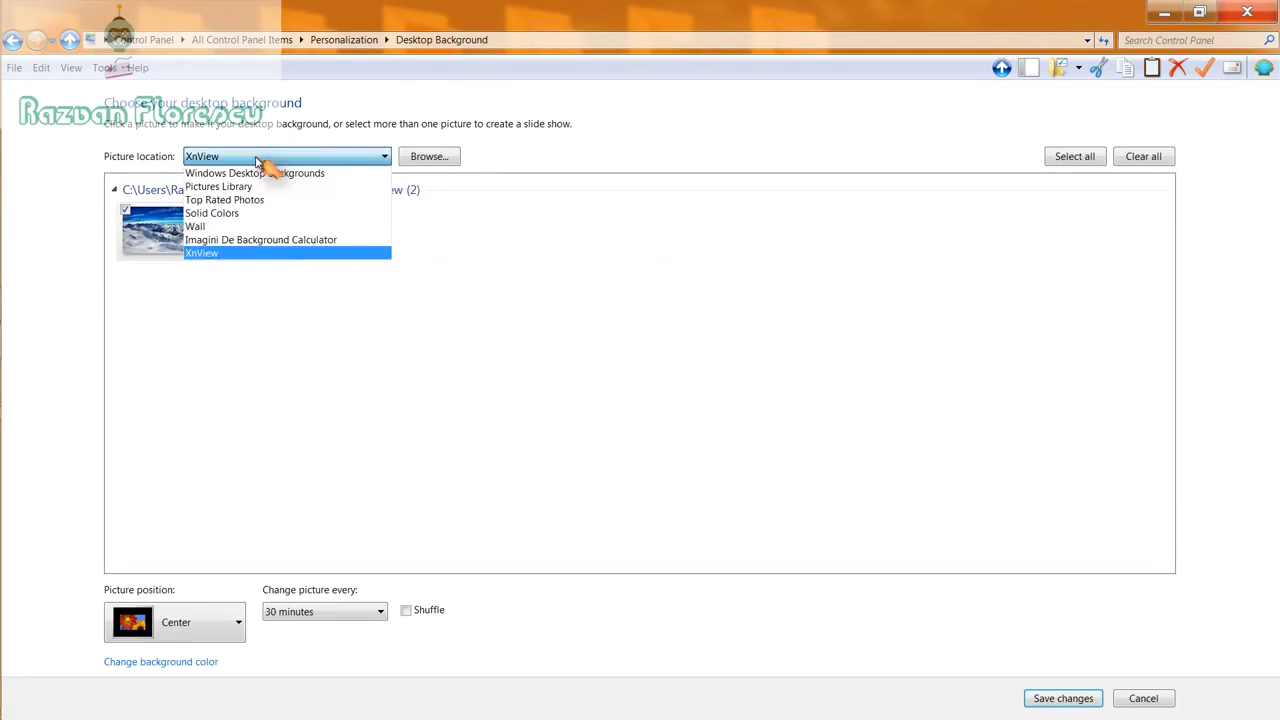 Control Panel All Control Panel Items Personalization Desktop Background Search Control Panel
File Edit View Tools Help
Choose your desktop background
Razvan Florescu
Click a picture to make it your desktop background, or select more than one picture to create a slide show.
Picture location: XnView Browse... Select all Clear all
Windows Desktop Backgrounds
C:\Users\Ra Pictures Library ew (2)
Top Rated Photos
Solid Colors
Wall
Imagini De Background Calculator
XnView
Picture position: Change picture every:
Center 30 minutes Shuffle
Change background color
Save changes Cancel